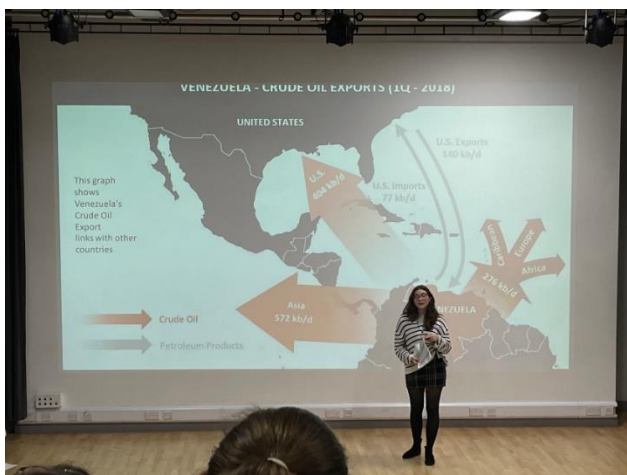 VENEZUELA - CRUDE OIL EXPORTS (1Q - 2018)
UNITED STATES
U.S. Exports
140 kb/d
U.S.
404 kb/d
U.S. Imports
77 kb/d
This graph
shows
Venezuela's
Crude Oil
Export
links with other
countries
Caribbean
Europe
Africa
276 kb/d
Asia
572 kb/d
NEZUELA
Crude Oil
Petroleum Products